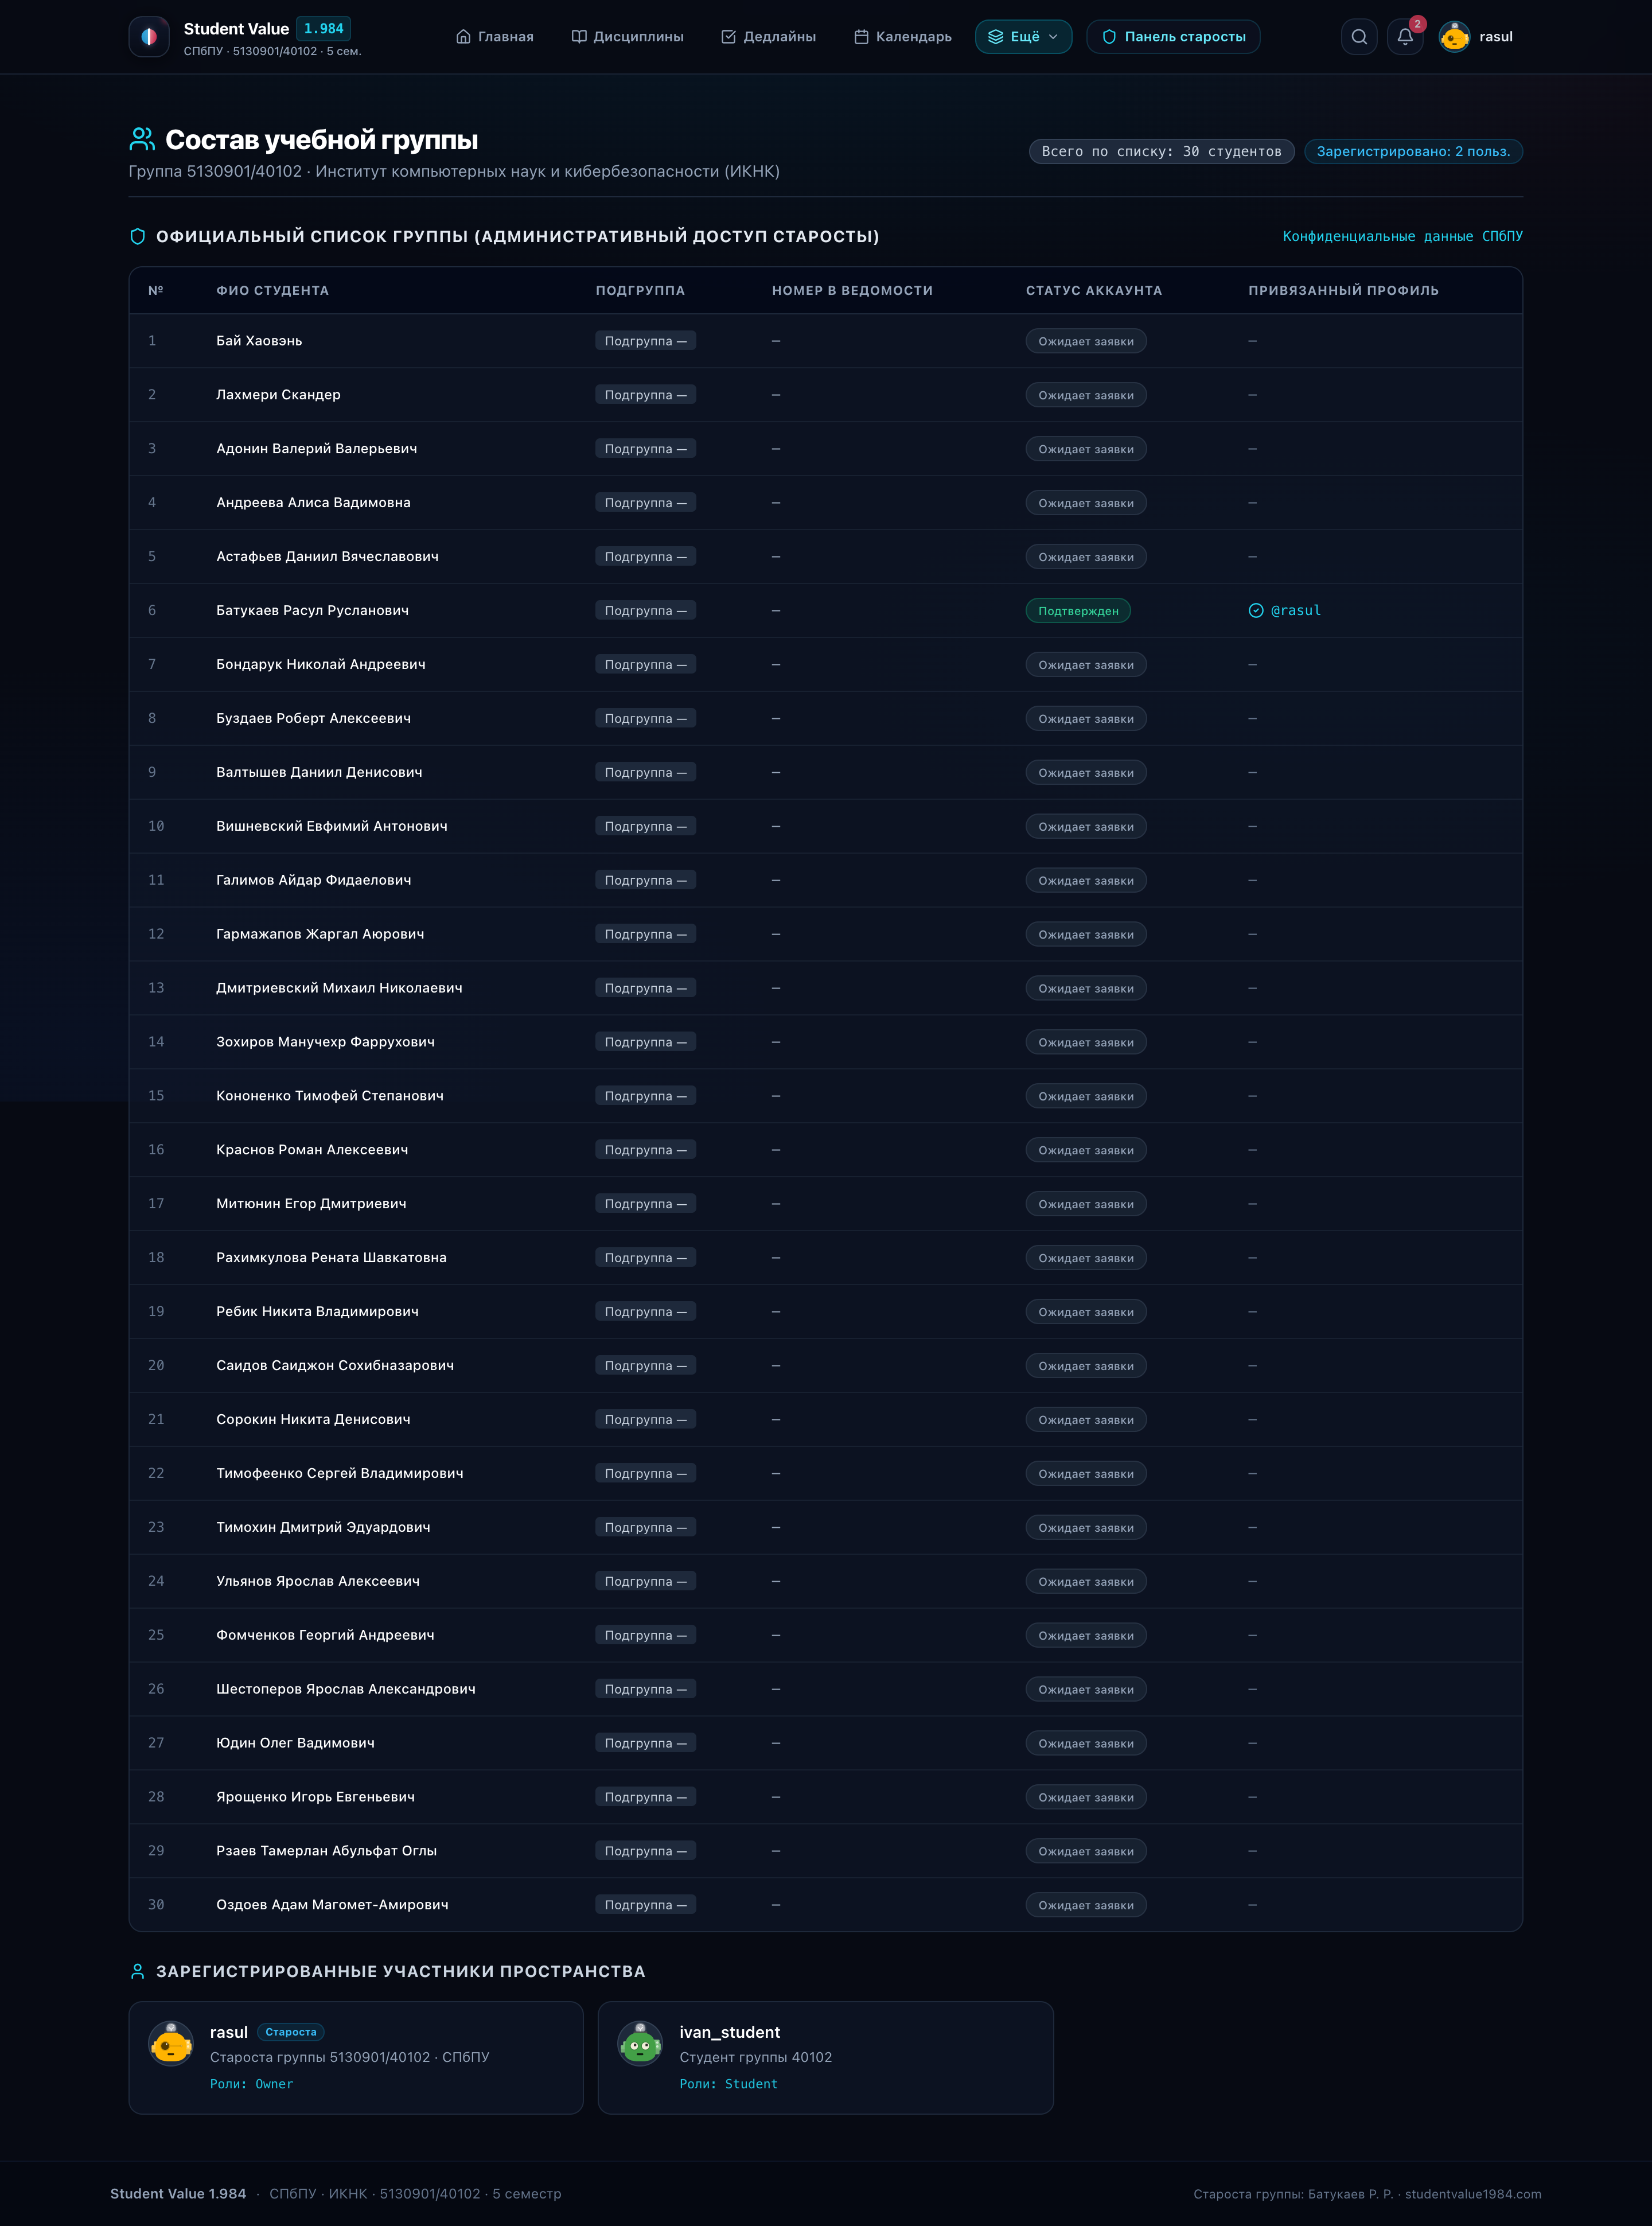 Student Value 1.984
СПбПУ · 5130901/40102 · 5 сем.
Главная
Дисциплины
Дедлайны
Календарь
Ещё
Панель старосты
2
rasul
Состав учебной группы
Группа 5130901/40102 · Институт компьютерных наук и кибербезопасности (ИКНК)
Всего по списку: 30 студентов
Зарегистрировано: 2 польз.
ОФИЦИАЛЬНЫЙ СПИСОК ГРУППЫ (АДМИНИСТРАТИВНЫЙ ДОСТУП СТАРОСТЫ)
Конфиденциальные данные СПбПУ
№ ФИО СТУДЕНТА ПОДГРУППА НОМЕР В ВЕДОМОСТИ СТАТУС АККАУНТА ПРИВЯЗАННЫЙ ПРОФИЛЬ
1 Бай Хаовэнь Подгруппа — — Ожидает заявки —
2 Лахмери Скандер Подгруппа — — Ожидает заявки —
3 Адонин Валерий Валерьевич Подгруппа — — Ожидает заявки —
4 Андреева Алиса Вадимовна Подгруппа — — Ожидает заявки —
5 Астафьев Даниил Вячеславович Подгруппа — — Ожидает заявки —
6 Батукаев Расул Русланович Подгруппа — — Подтвержден @rasul
7 Бондарук Николай Андреевич Подгруппа — — Ожидает заявки —
8 Буздаев Роберт Алексеевич Подгруппа — — Ожидает заявки —
9 Валтышев Даниил Денисович Подгруппа — — Ожидает заявки —
10 Вишневский Евфимий Антонович Подгруппа — — Ожидает заявки —
11 Галимов Айдар Фидаелович Подгруппа — — Ожидает заявки —
12 Гармажапов Жаргал Аюрович Подгруппа — — Ожидает заявки —
13 Дмитриевский Михаил Николаевич Подгруппа — — Ожидает заявки —
14 Зохиров Манучехр Фаррухович Подгруппа — — Ожидает заявки —
15 Кононенко Тимофей Степанович Подгруппа — — Ожидает заявки —
16 Краснов Роман Алексеевич Подгруппа — — Ожидает заявки —
17 Митюнин Егор Дмитриевич Подгруппа — — Ожидает заявки —
18 Рахимкулова Рената Шавкатовна Подгруппа — — Ожидает заявки —
19 Ребик Никита Владимирович Подгруппа — — Ожидает заявки —
20 Саидов Саиджон Сохибназарович Подгруппа — — Ожидает заявки —
21 Сорокин Никита Денисович Подгруппа — — Ожидает заявки —
22 Тимофеенко Сергей Владимирович Подгруппа — — Ожидает заявки —
23 Тимохин Дмитрий Эдуардович Подгруппа — — Ожидает заявки —
24 Ульянов Ярослав Алексеевич Подгруппа — — Ожидает заявки —
25 Фомченков Георгий Андреевич Подгруппа — — Ожидает заявки —
26 Шестоперов Ярослав Александрович Подгруппа — — Ожидает заявки —
27 Юдин Олег Вадимович Подгруппа — — Ожидает заявки —
28 Ярощенко Игорь Евгеньевич Подгруппа — — Ожидает заявки —
29 Рзаев Тамерлан Абульфат Оглы Подгруппа — — Ожидает заявки —
30 Оздоев Адам Магомет-Амирович Подгруппа — — Ожидает заявки —
ЗАРЕГИСТРИРОВАННЫЕ УЧАСТНИКИ ПРОСТРАНСТВА
rasul Староста
Староста группы 5130901/40102 · СПбПУ
Роли: Owner
ivan_student
Студент группы 40102
Роли: Student
Student Value 1.984 · СПбПУ · ИКНК · 5130901/40102 · 5 семестр
Староста группы: Батукаев Р. Р. · studentvalue1984.com